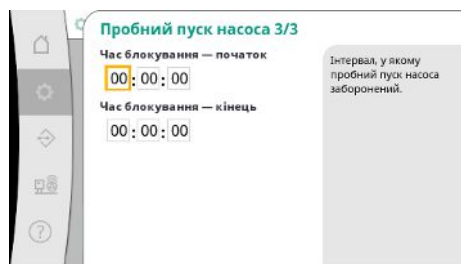 Пробний пуск насоса 3/3
Час блокування — початок
00 : 00 : 00
Час блокування — кінець
00 : 00 : 00
Інтервал, у якому
пробний пуск насоса
заборонений.
?